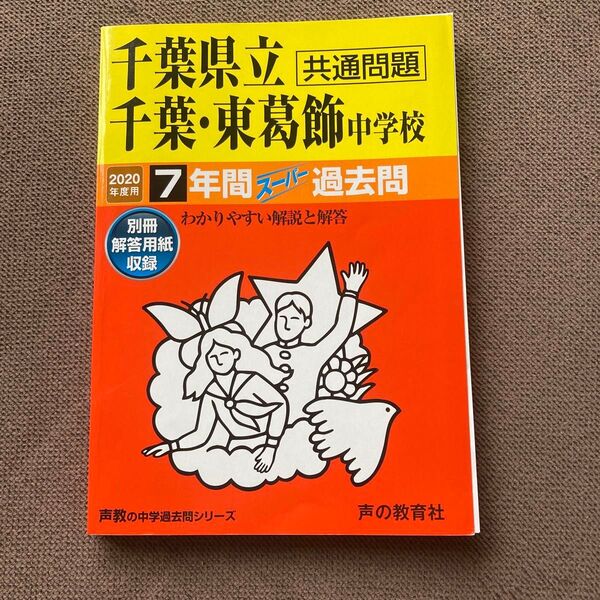 千葉県立 共通問題
千葉・東葛飾中学校
2020
年度用
7年間スーパー過去問
わかりやすい解説と解答
別冊
解答用紙
収録
声教の中学過去問シリーズ
声の教育社